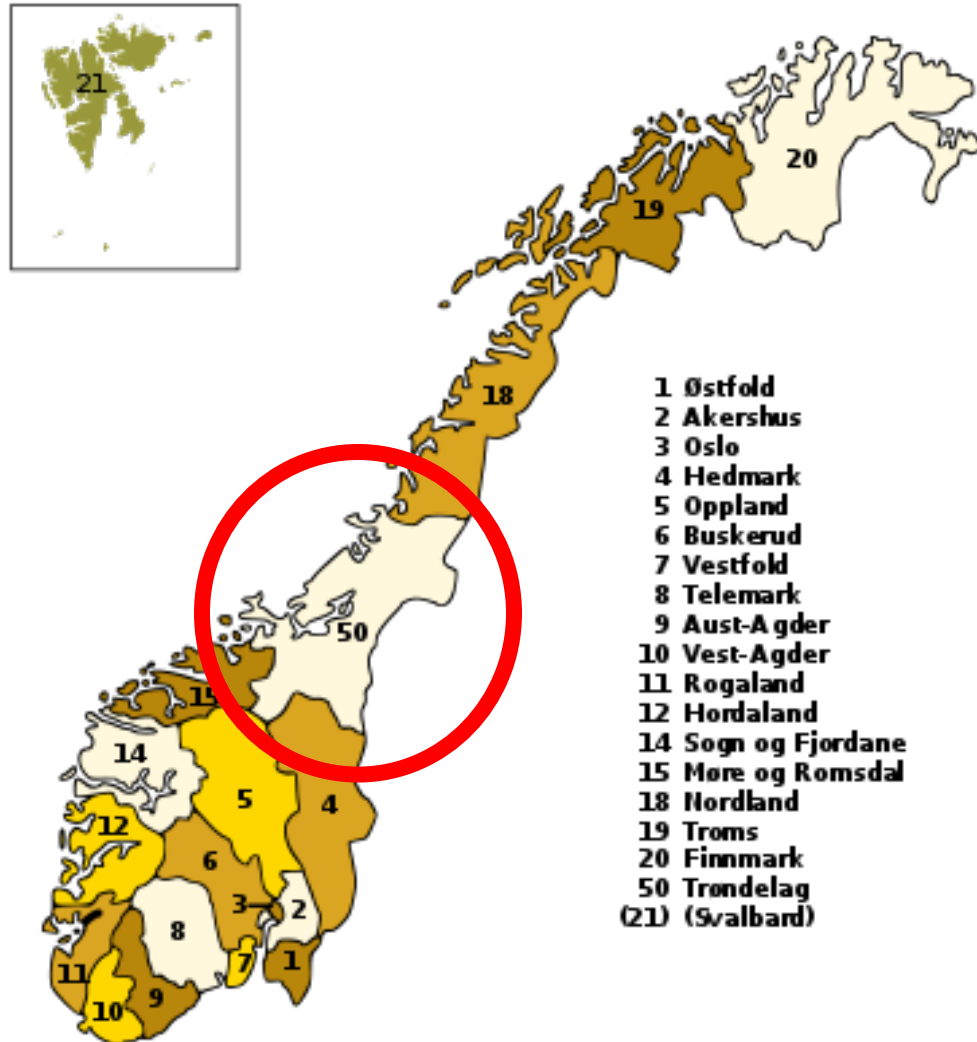 21
20
19
18
50
15
14
5
4
12
6
3
2
8
7
1
11
9
10
1 Østfold
2 Akershus
3 Oslo
4 Hedmark
5 Oppland
6 Buskerud
7 Vestfold
8 Telemark
9 Aust-Agder
10 Vest-Agder
11 Rogaland
12 Hordaland
14 Sogn og Fjordane
15 Møre og Romsdal
18 Nordland
19 Troms
20 Finnmark
50 Trøndelag
(21) (Svalbard)